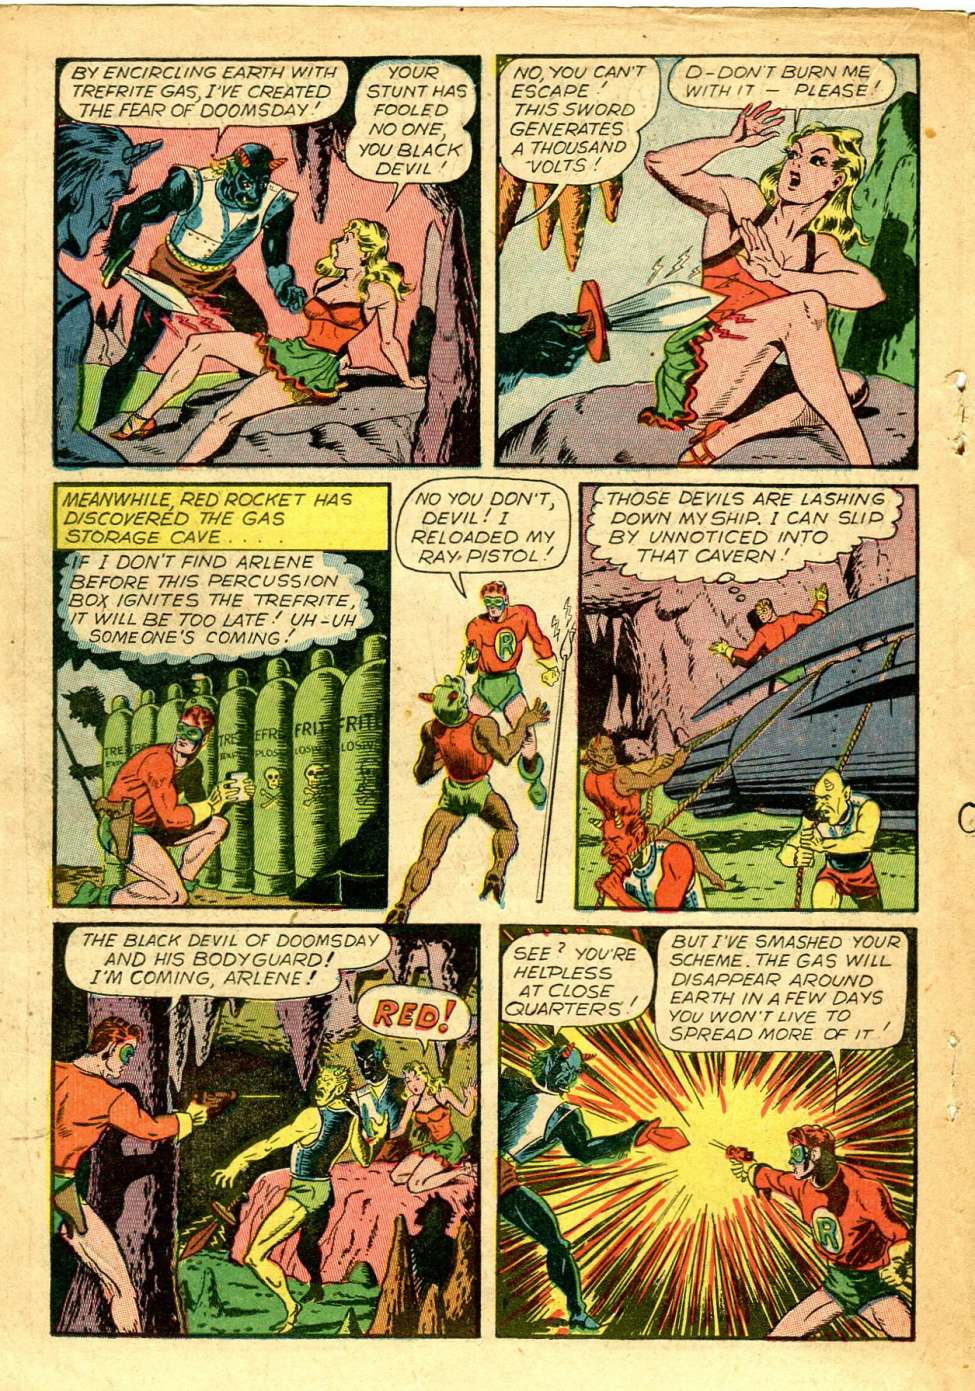 BY ENCIRCLING EARTH WITH
TREFRITE GAS, I'VE CREATED
THE FEAR OF DOOMSDAY!
YOUR
STUNT HAS
FOOLED
NO ONE,
YOU BLACK
DEVIL!
NO, YOU CAN'T
ESCAPE!
THIS SWORD
GENERATES
A THOUSAND
VOLTS!
D-DON'T BURN ME
WITH IT - PLEASE!
MEANWHILE, RED ROCKET HAS
DISCOVERED THE GAS
STORAGE CAVE....
IF I DON'T FIND ARLENE
BEFORE THIS PERCUSSION
BOX IGNITES THE TREFRITE,
IT WILL BE TOO LATE! UH-UH
SOMEONE'S COMING!
NO YOU DON'T,
DEVIL! I
RELOADED MY
RAY-PISTOL!
R
THOSE DEVILS ARE LASHING
DOWN MY SHIP. I CAN SLIP
BY UNNOTICED INTO
THAT CAVERN!
THE BLACK DEVIL OF DOOMSDAY
AND HIS BODYGUARD!
I'M COMING, ARLENE!
RED!
SEE? YOU'RE
HELPLESS
AT CLOSE
QUARTERS!
BUT I'VE SMASHED YOUR
SCHEME. THE GAS WILL
DISAPPEAR AROUND
EARTH IN A FEW DAYS
YOU WON'T LIVE TO
SPREAD MORE OF IT!
R